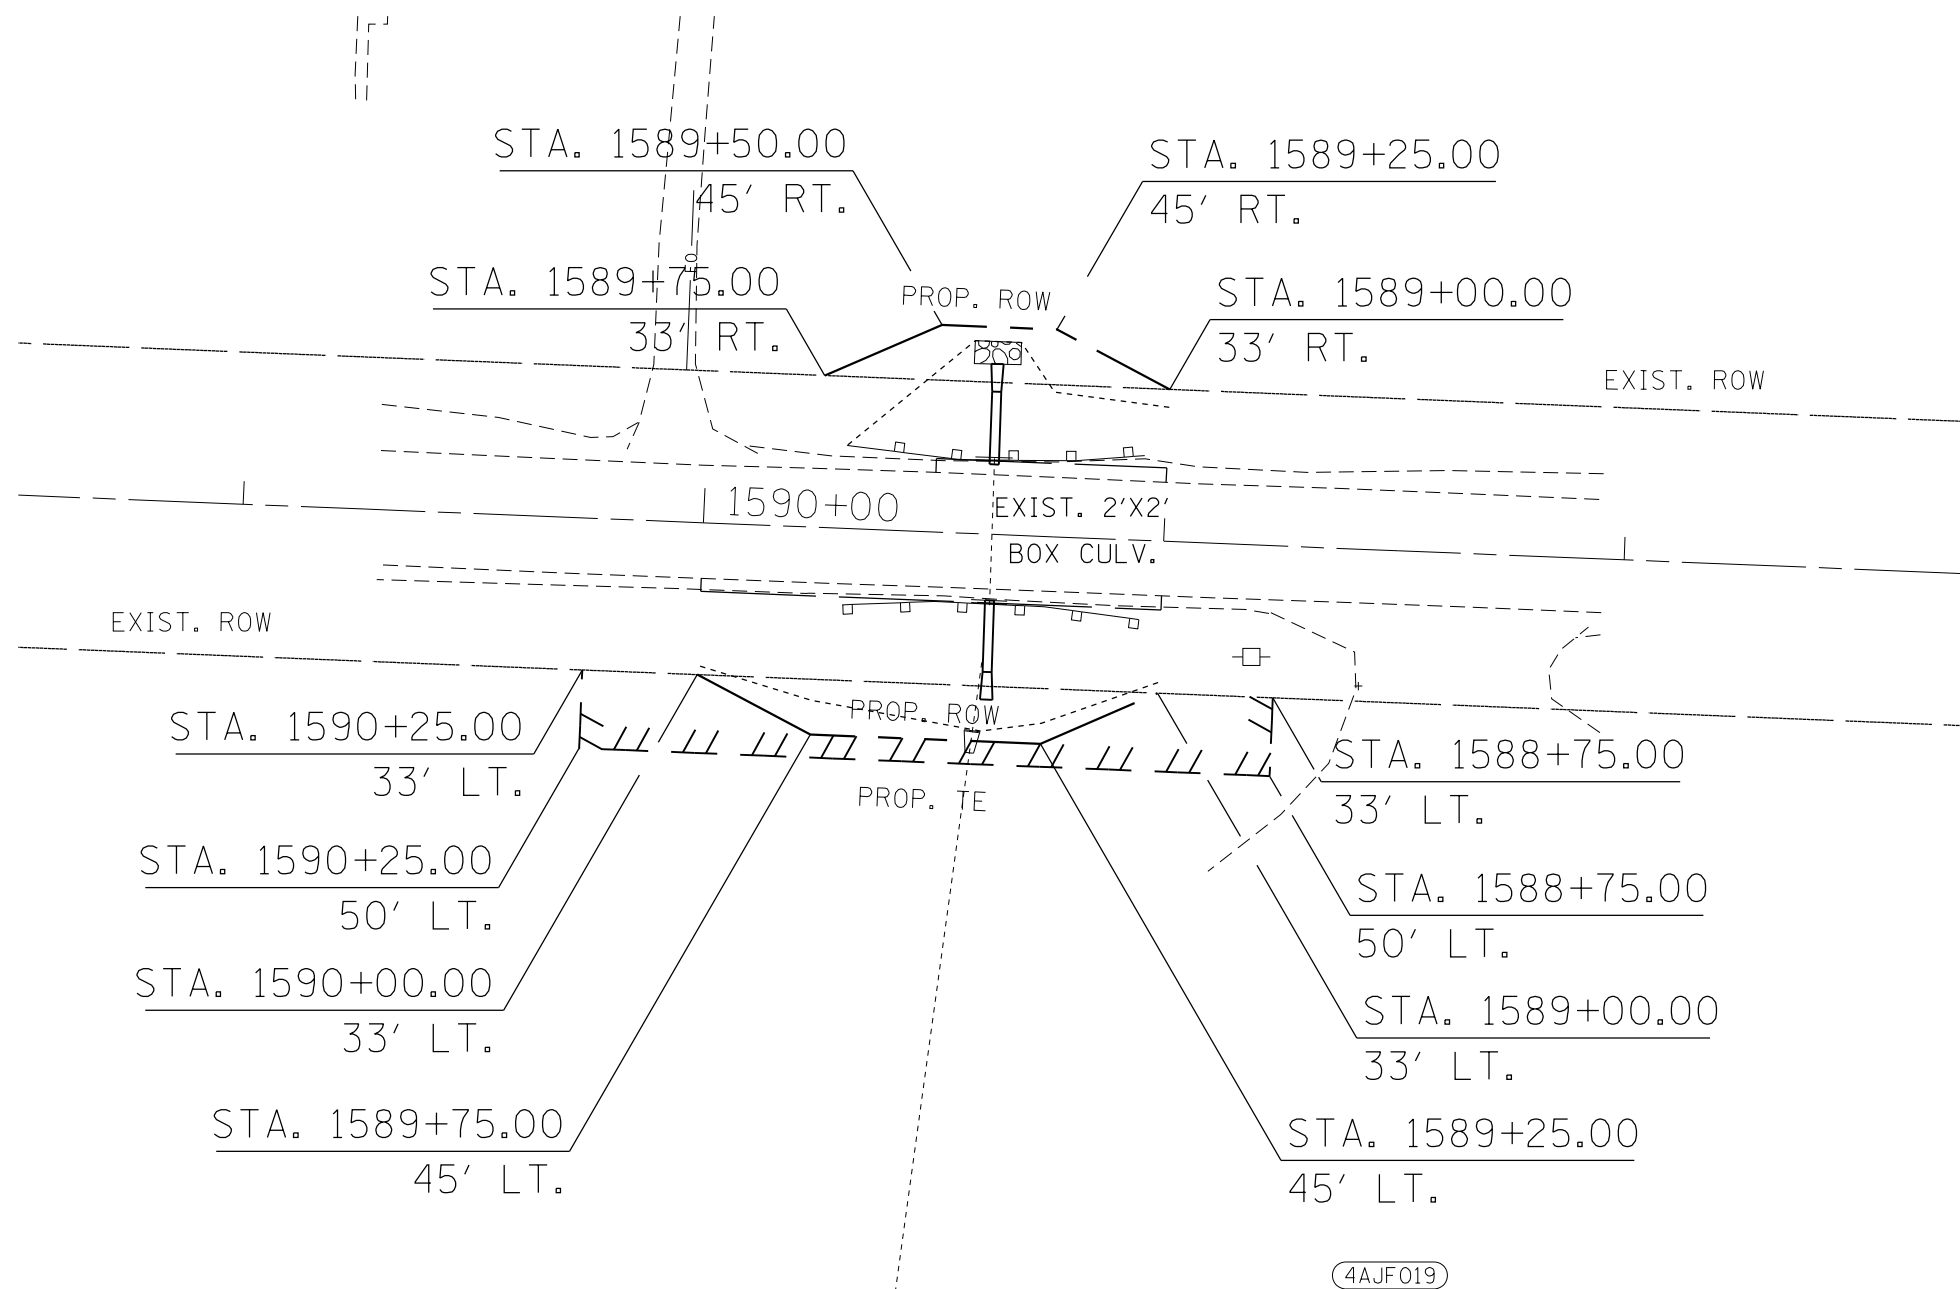 STA. 1589+50.00
45' RT.
STA. 1589+25.00
45' RT.
STA. 1589+75.00
33' RT.
EO
PROP. ROW
STA. 1589+00.00
33' RT.
EXIST. ROW
1590+00
EXIST. 2'X2'
BOX CULV.
EXIST. ROW
PROP. ROW
STA. 1590+25.00
33' LT.
STA. 1588+75.00
33' LT.
PROP. TE
STA. 1590+25.00
50' LT.
STA. 1588+75.00
50' LT.
STA. 1590+00.00
33' LT.
STA. 1589+00.00
33' LT.
STA. 1589+75.00
45' LT.
STA. 1589+25.00
45' LT.
4AJF019